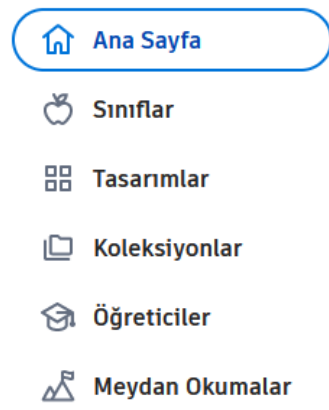 Ana Sayfa
Sınıflar
Tasarımlar
Koleksiyonlar
Öğreticiler
Meydan Okumalar